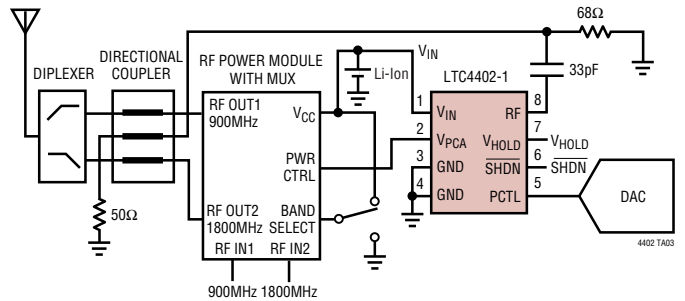 68Ω
DIRECTIONAL
COUPLER
DIPLEXER
RF POWER MODULE
WITH MUX
VIN
Li-Ion
LTC4402-1
33pF
RF OUT1
900MHz
VCC
1
VIN
RF
8
2
VPCA
VHOLD
7
VHOLD
PWR
CTRL
3
GND
SHDN
6
SHDN
4
GND
PCTL
5
DAC
50Ω
RF OUT2
1800MHz
BAND
SELECT
RF IN1
RF IN2
900MHz
1800MHz
4402 TA03